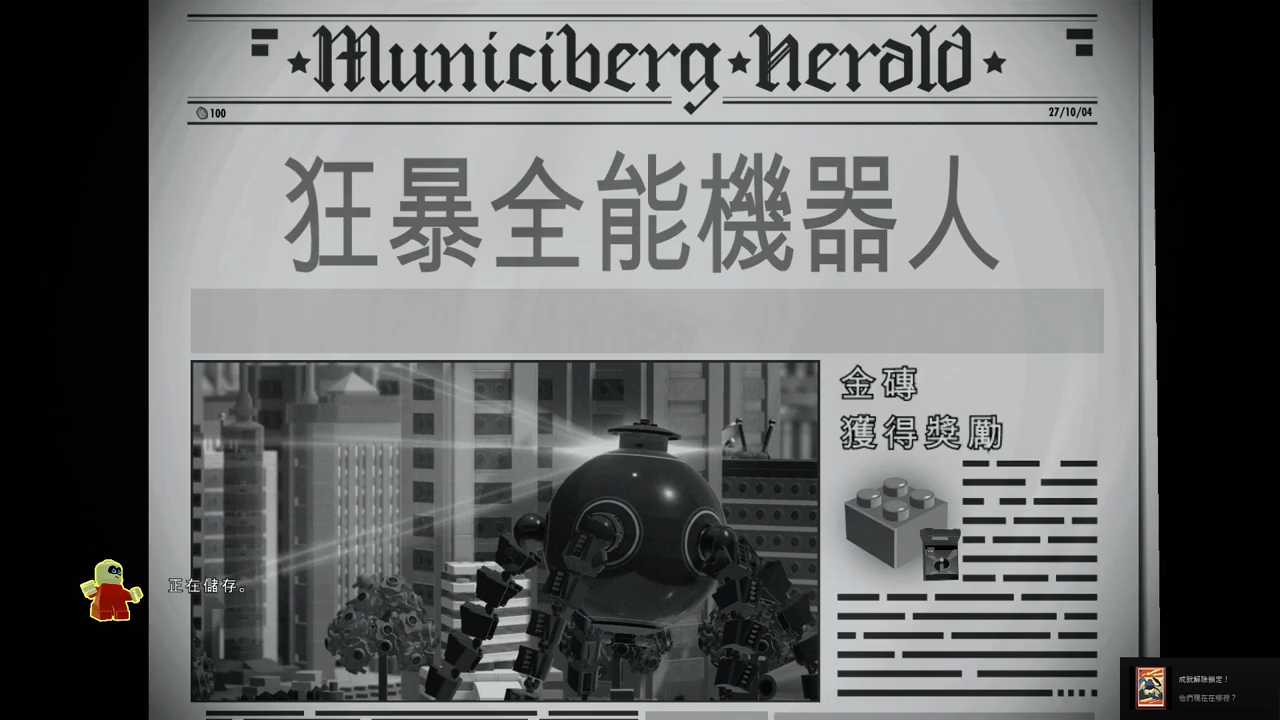 Municiberg Herald
100
27/10/04
狂暴全能機器人
金磚
獲得獎勵
正在儲存。
成就解除鎖定！
他們現在在哪裡？